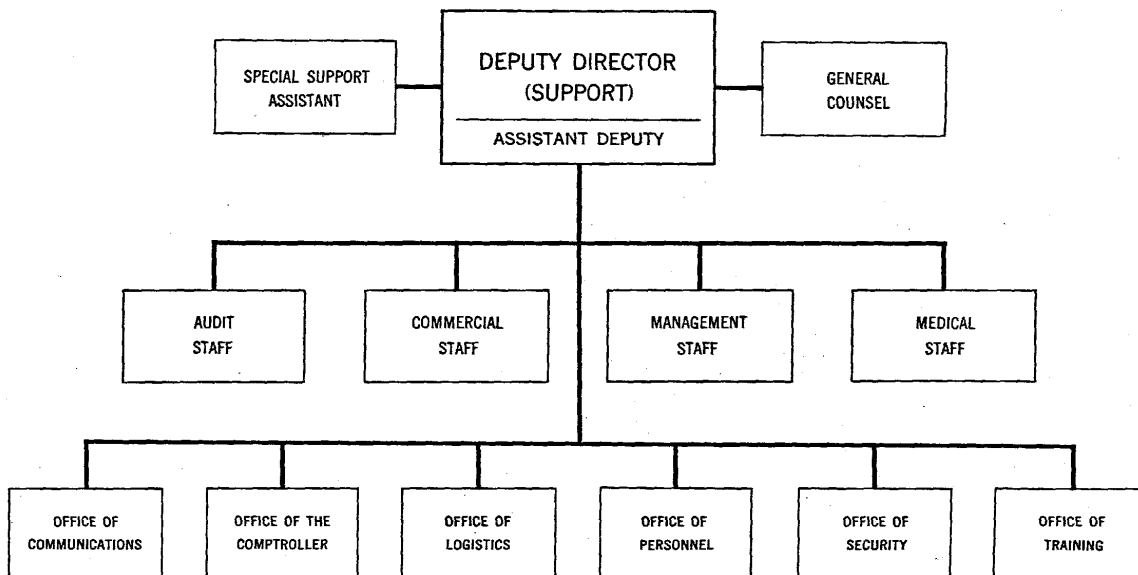 SPECIAL SUPPORT
ASSISTANT
DEPUTY DIRECTOR
(SUPPORT)
ASSISTANT DEPUTY
GENERAL
COUNSEL
AUDIT
STAFF
COMMERCIAL
STAFF
MANAGEMENT
STAFF
MEDICAL
STAFF
OFFICE OF
COMMUNICATIONS
OFFICE OF THE
COMPTROLLER
OFFICE OF
LOGISTICS
OFFICE OF
PERSONNEL
OFFICE OF
SECURITY
OFFICE OF
TRAINING